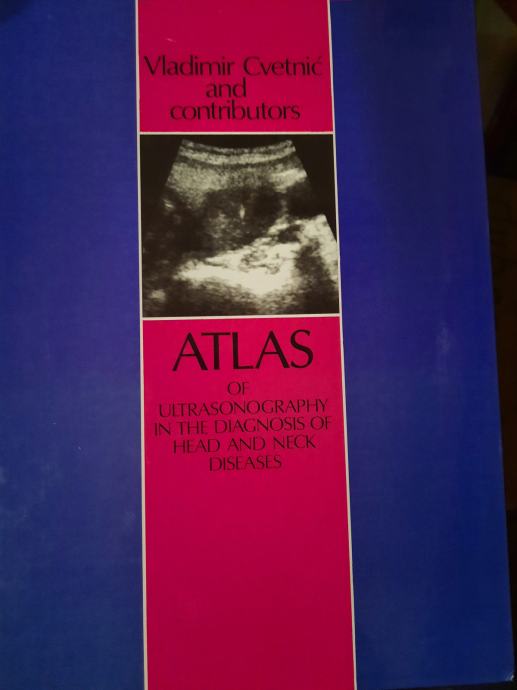 Vladimir Cvetnić
and
contributors
ATLAS
OF
ULTRASONOGRAPHY
IN THE DIAGNOSIS OF
HEAD AND NECK
DISEASES